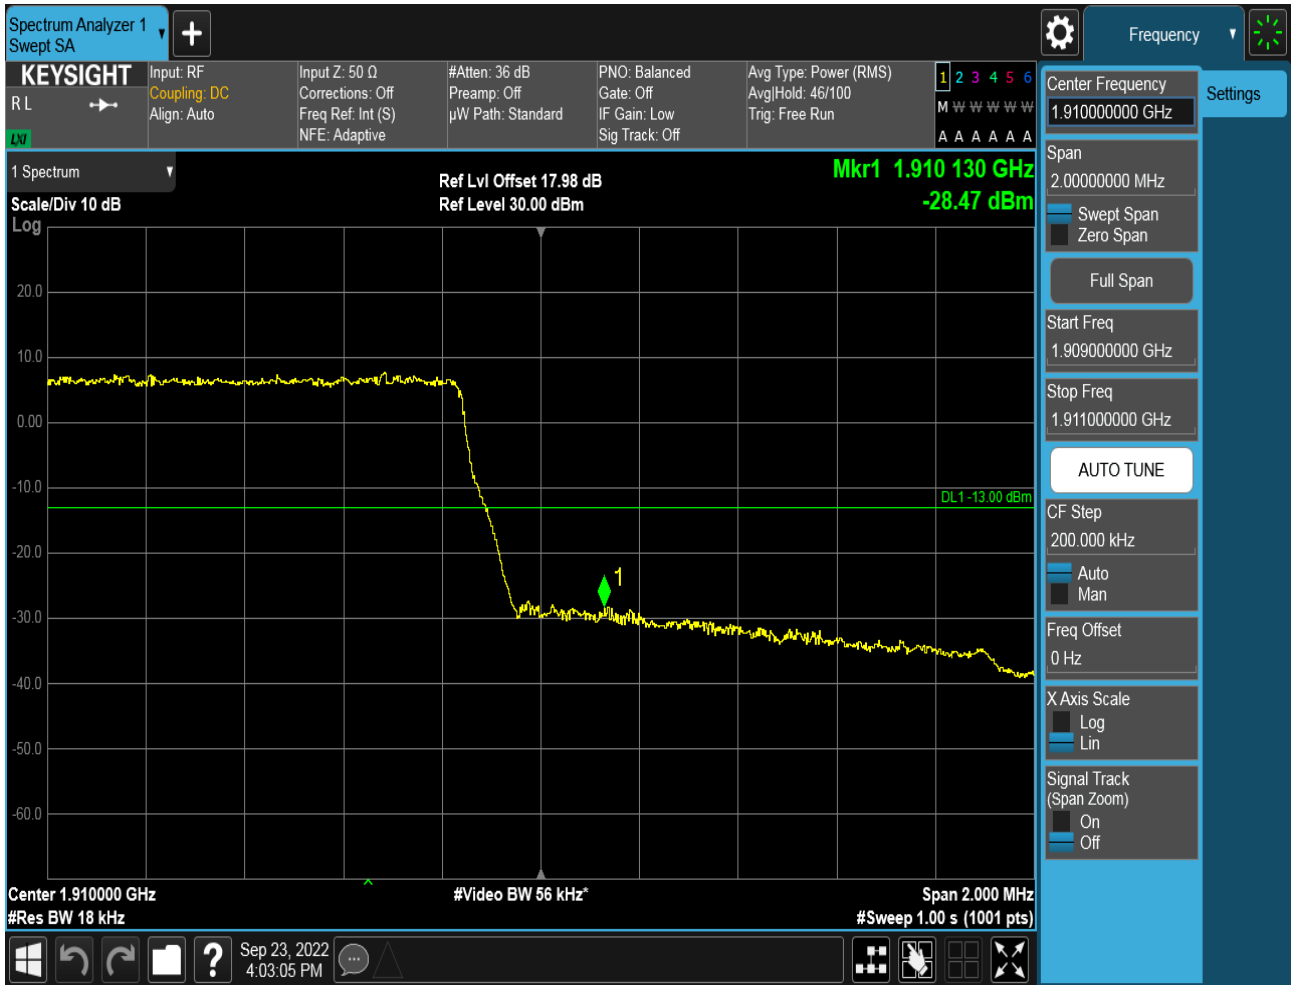 Spectrum Analyzer 1
Swept SA
Frequency
KEYSIGHT
R L
LXI
Input: RF
Coupling: DC
Align: Auto
Input Z: 50 Ω
Corrections: Off
Freq Ref: Int (S)
NFE: Adaptive
#Atten: 36 dB
Preamp: Off
µW Path: Standard
PNO: Balanced
Gate: Off
IF Gain: Low
Sig Track: Off
Avg Type: Power (RMS)
Avg|Hold: 46/100
Trig: Free Run
1 2 3 4 5 6
M W W W W W
A A A A A A
1 Spectrum
Scale/Div 10 dB
Log
Ref Lvl Offset 17.98 dB
Ref Level 30.00 dBm
Mkr1 1.910 130 GHz
-28.47 dBm
20.0
10.0
0.00
-10.0
DL1 -13.00 dBm
-20.0
1
-30.0
-40.0
-50.0
-60.0
Center 1.910000 GHz
#Video BW 56 kHz*
Span 2.000 MHz
#Res BW 18 kHz
#Sweep 1.00 s (1001 pts)
Center Frequency
1.910000000 GHz
Settings
Span
2.00000000 MHz
Swept Span
Zero Span
Full Span
Start Freq
1.909000000 GHz
Stop Freq
1.911000000 GHz
AUTO TUNE
CF Step
200.000 kHz
Auto
Man
Freq Offset
0 Hz
X Axis Scale
Log
Lin
Signal Track
(Span Zoom)
On
Off
?
Sep 23, 2022
4:03:05 PM